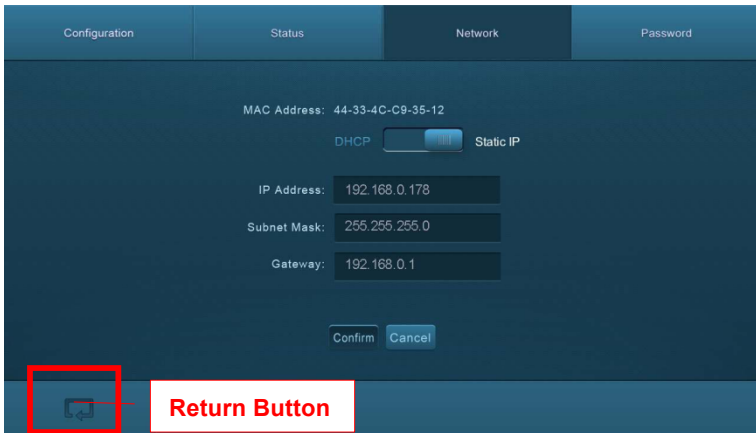 Configuration Status Network Password
MAC Address: 44-33-4C-C9-35-12
DHCP Static IP
IP Address: 192.168.0.178
Subnet Mask: 255.255.255.0
Gateway: 192.168.0.1
Confirm Cancel
Return Button